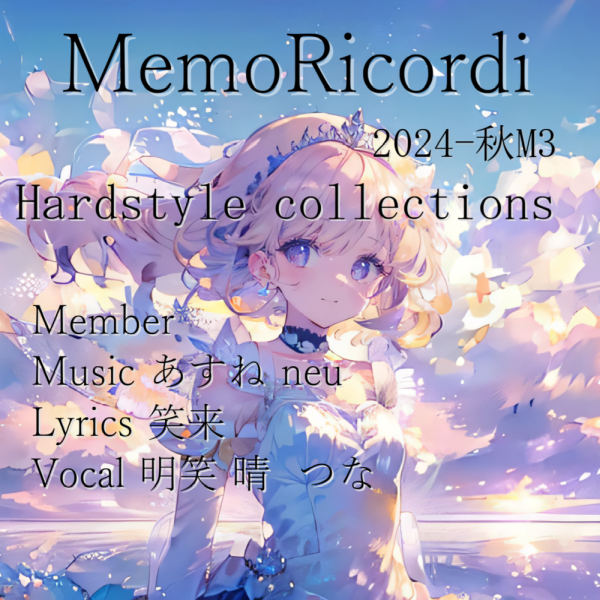 MemoRicordi
2024-秋M3
Hardstyle collections
Member
Music あすね neu
Lyrics 笑来
Vocal 明笑 晴　つな